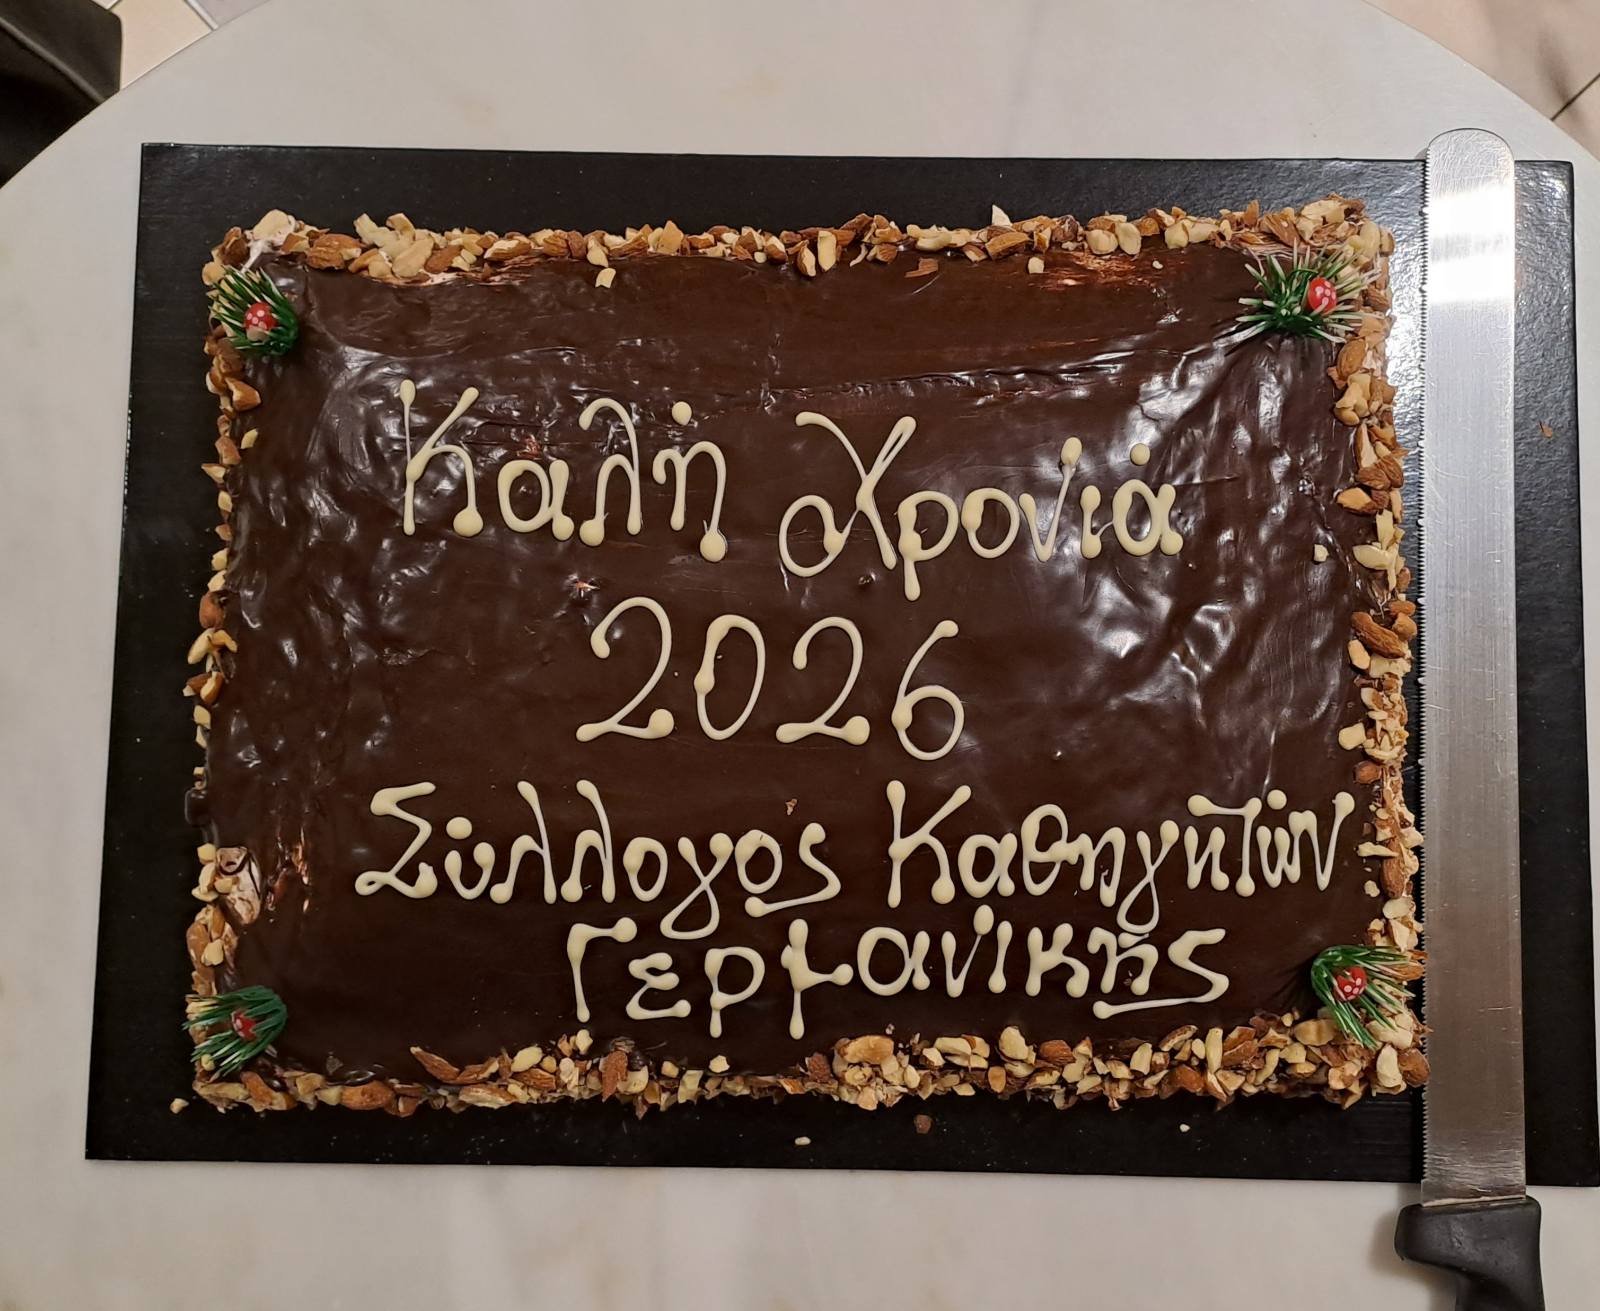 Καλή Χρονιά
2026
Σύλλογος Καθηγητών
Γερμανικής